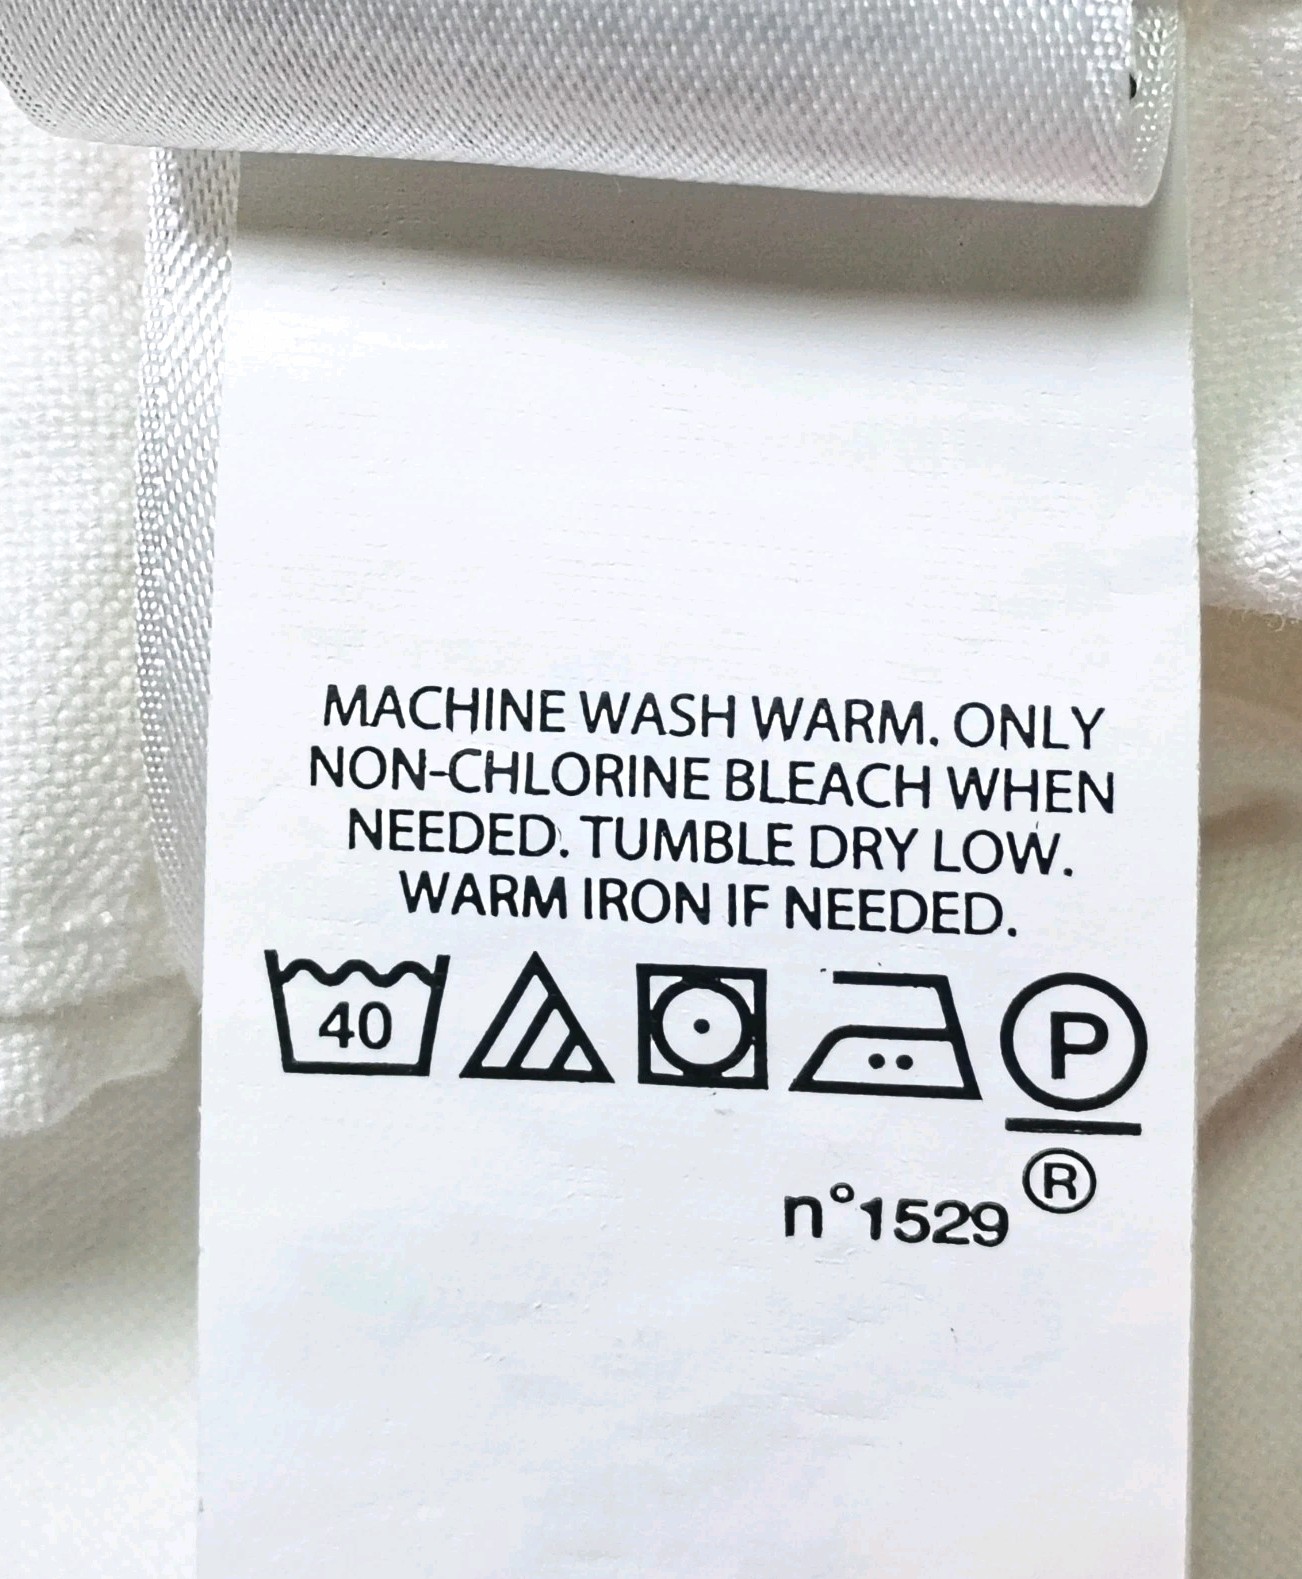 MACHINE WASH WARM. ONLY
NON-CHLORINE BLEACH WHEN
NEEDED. TUMBLE DRY LOW.
WARM IRON IF NEEDED.
40 P
®
n°1529